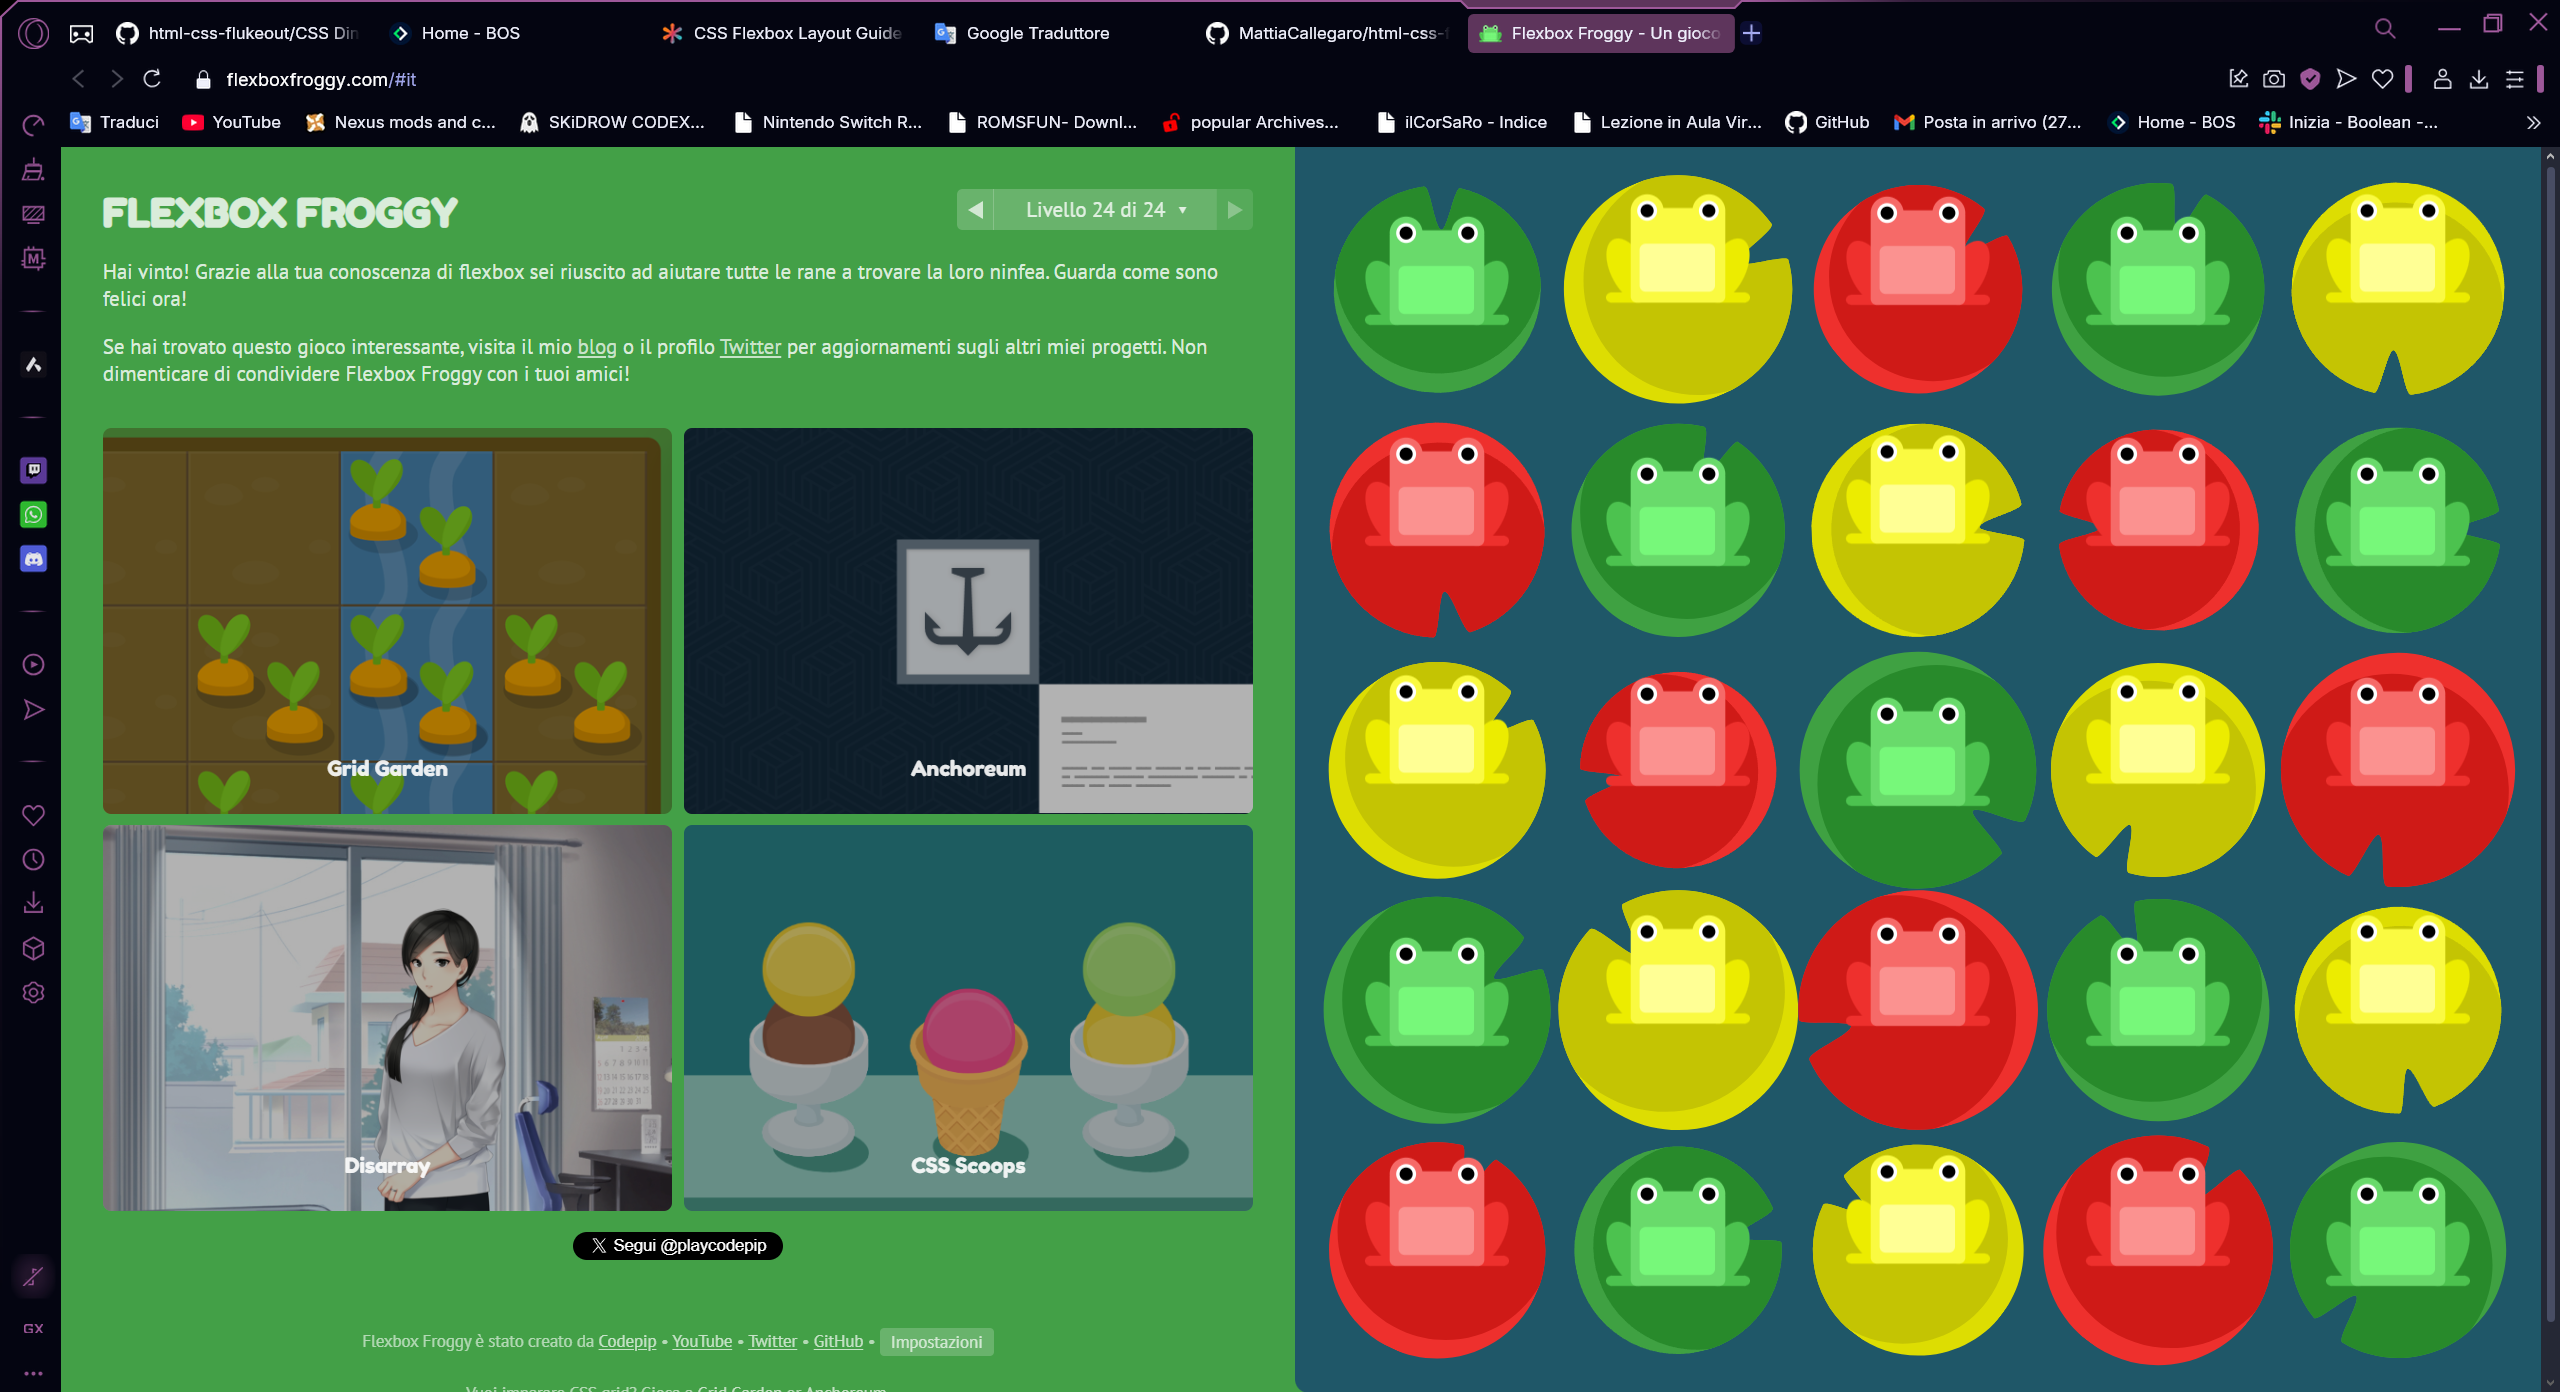 html-css-flukeout/CSS Din
Home - BOS
CSS Flexbox Layout Guide
Google Traduttore
MattiaCallegaro/html-css-f
Flexbox Froggy - Un gioco
flexboxfroggy.com/#it
Traduci
YouTube
Nexus mods and c...
SKiDROW CODEX...
Nintendo Switch R...
ROMSFUN- Downl...
popular Archives...
ilCorSaRo - Indice
Lezione in Aula Vir...
GitHub
Posta in arrivo (27...
Home - BOS
Inizia - Boolean -...
FLEXBOX FROGGY
Livello 24 di 24
Hai vinto! Grazie alla tua conoscenza di flexbox sei riuscito ad aiutare tutte le rane a trovare la loro ninfea. Guarda come sono
felici ora!
Se hai trovato questo gioco interessante, visita il mio blog o il profilo Twitter per aggiornamenti sugli altri miei progetti. Non
dimenticare di condividere Flexbox Froggy con i tuoi amici!
Grid Garden
Anchoreum
Disarray
CSS Scoops
Segui @playcodepip
Flexbox Froggy è stato creato da Codepip • YouTube • Twitter • GitHub • Impostazioni
Vuoi imparare CSS grid? Gioca a Grid Garden or Anchoreum.
GX